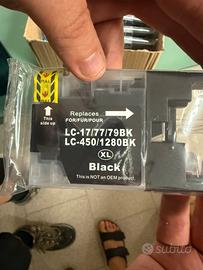 Replaces
FOR/FÜR/POUR
LC-17/77/79BK
LC-450/1280BK
XL
Black
This is NOT an OEM product
PULL
This
side up
subito